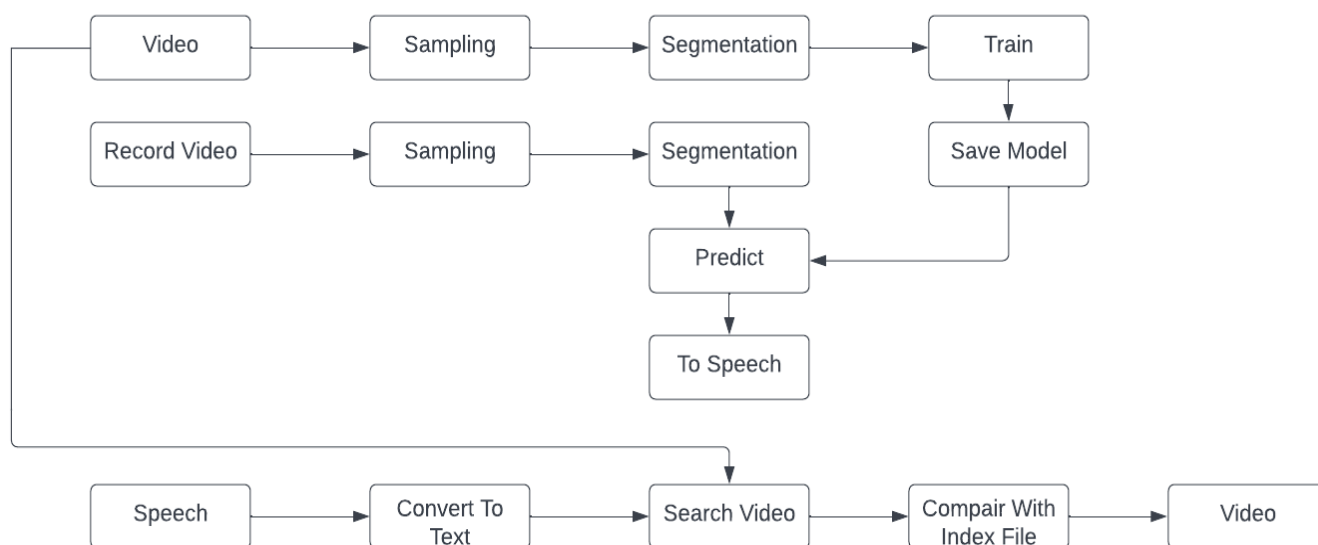 Video
Sampling
Segmentation
Train
Record Video
Sampling
Segmentation
Save Model
Predict
To Speech
Speech
Convert To
Text
Search Video
Compair With
Index File
Video